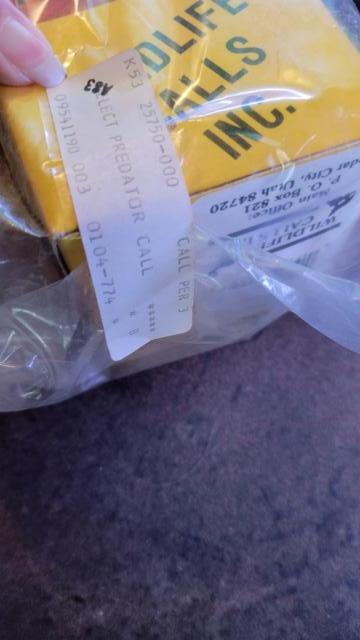 DLIFE
ALLS
INC.
K53 25750-000 CALL PER 3
A83
LECT PREDATOR CALL *****
* B
09541190 003 0104-774 *
WILDLIF
CALLS
Main Office:
P. O. Box 821
dar City, Utah 84720